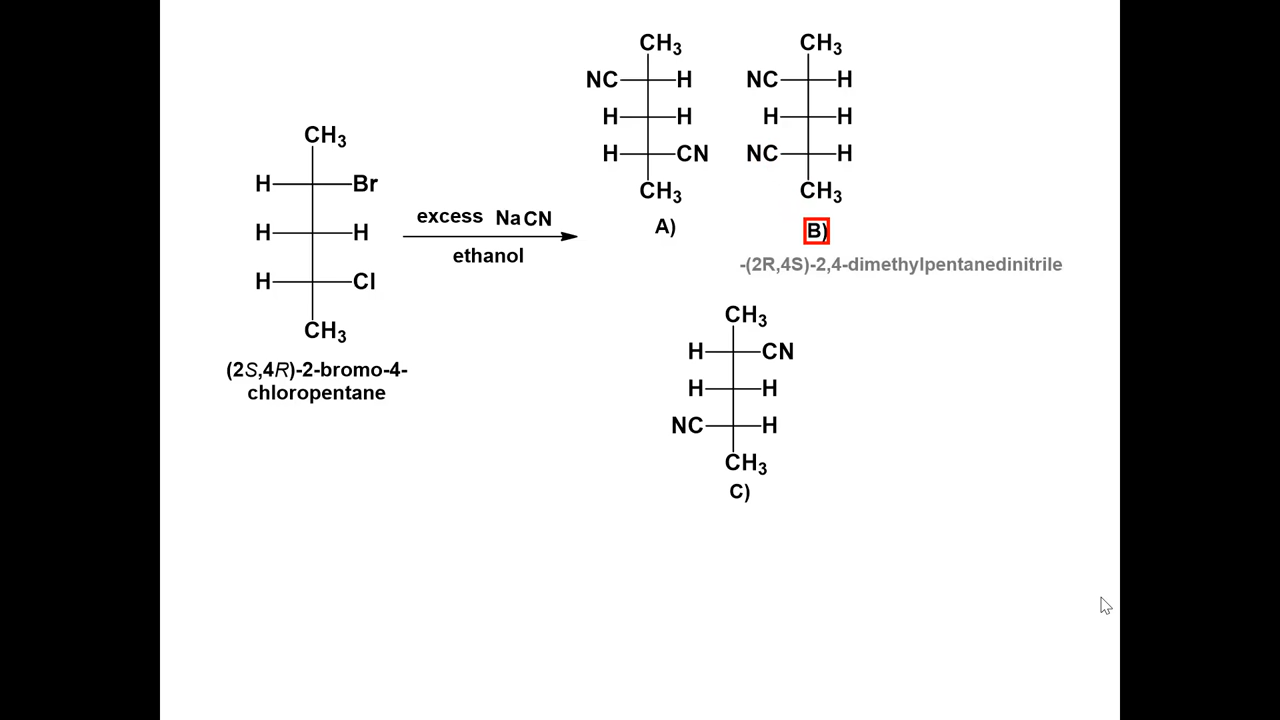 CH3
H Br
H H
H Cl
CH3
(2S,4R)-2-bromo-4-
chloropentane
excess NaCN
ethanol
CH3
NC H
H H
H CN
CH3
A)
CH3
NC H
H H
NC H
CH3
B)
-(2R,4S)-2,4-dimethylpentanedinitrile
CH3
H CN
H H
NC H
CH3
C)